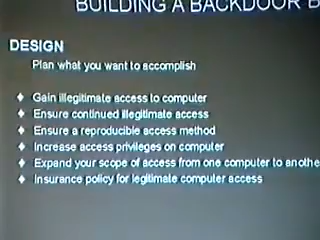 BUILDING A BACKDOOR B
DESIGN
Plan what you want to accomplish
♦ Gain illegitimate access to computer
♦ Ensure continued illegitimate access
♦ Ensure a reproducible access method
♦ Increase access privileges on computer
♦ Expand your scope of access from one computer to anothe
♦ Insurance policy for legitimate computer access